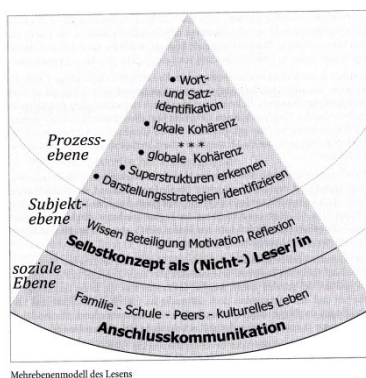 • Wort-
und Satz-
identifikation
• lokale Kohärenz
* * *
• globale Kohärenz
• Superstrukturen erkennen
• Darstellungsstrategien identifizieren
Prozess-
ebene
Subjekt-
ebene
Wissen Beteiligung Motivation Reflexion
Selbstkonzept als (Nicht-) Leser/in
soziale
Ebene
Familie - Schule - Peers - kulturelles Leben
Anschlusskommunikation
Mehrebenenmodell des Lesens